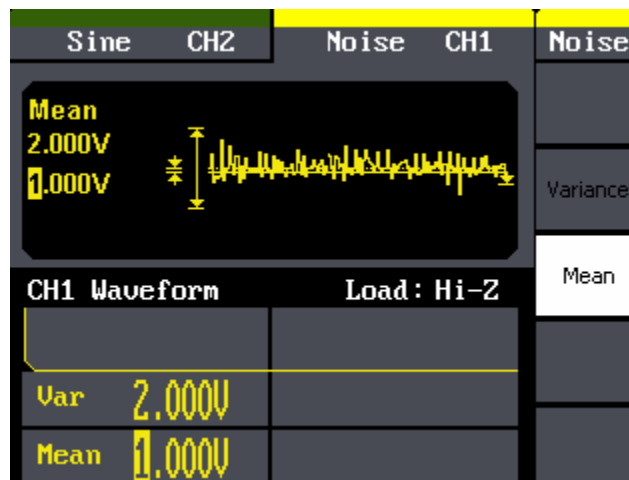 Sine CH2
Noise CH1
Noise
Mean
2.000V
1.000V
Variance
Mean
CH1 Waveform
Load: Hi-Z
Var 2.000V
Mean 1.000V